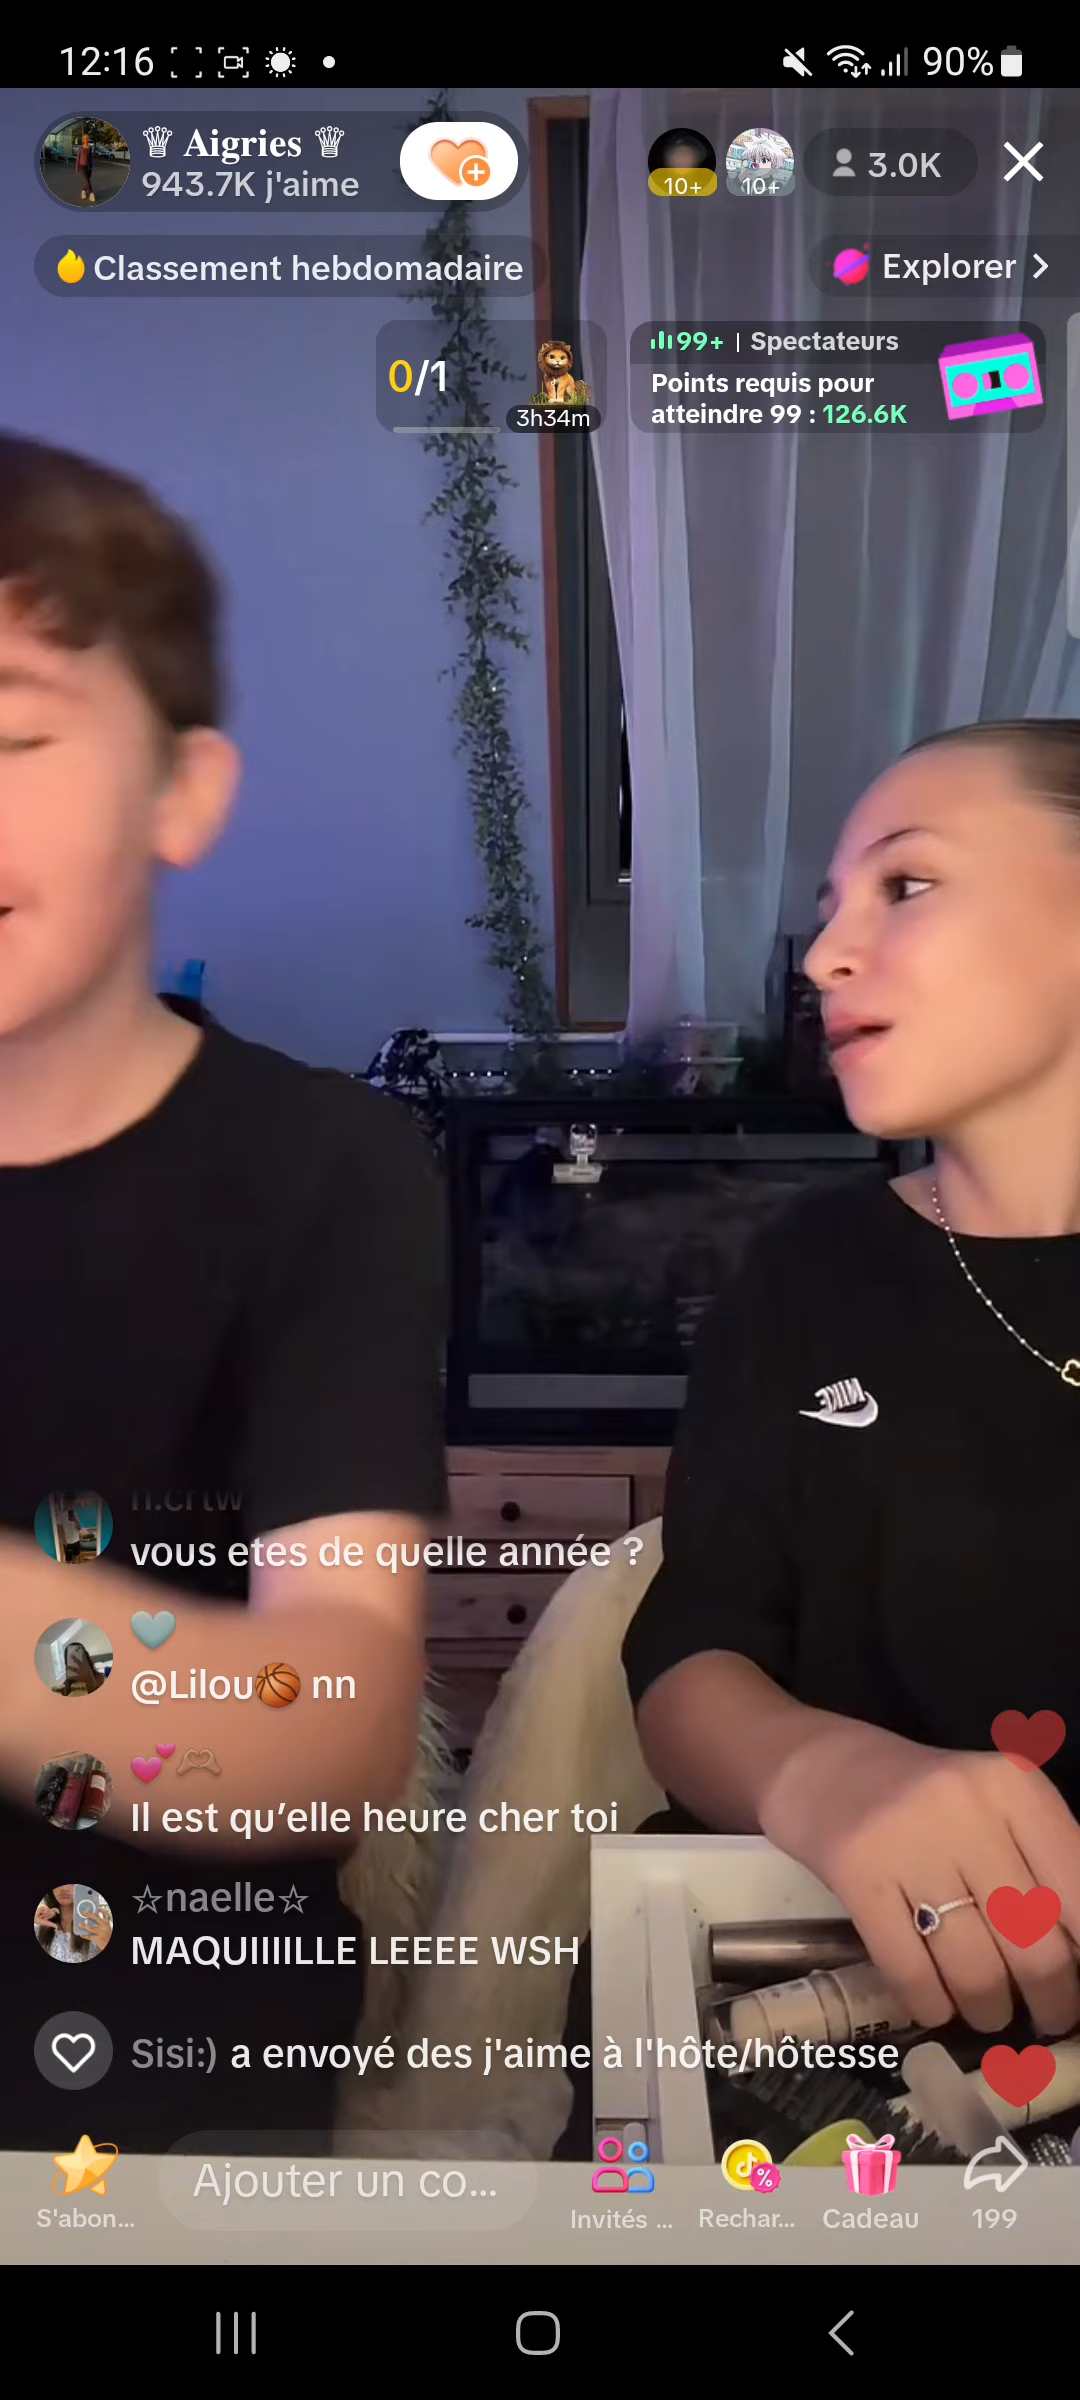 12:16
90%
♕ Aigries ♕
943.7K j'aime
10+
10+
3.0K
Classement hebdomadaire
Explorer
0/1
3h34m
99+ | Spectateurs
Points requis pour
atteindre 99 : 126.6K
NIKE
n.crtw
vous etes de quelle année ?
@Lilou🏀 nn
Il est qu’elle heure cher toi
☆naelle☆
MAQUIIIILLE LEEEE WSH
Sisi:) a envoyé des j'aime à l'hôte/hôtesse
S'abon...
Ajouter un co...
Invités ...
Rechar...
Cadeau
199